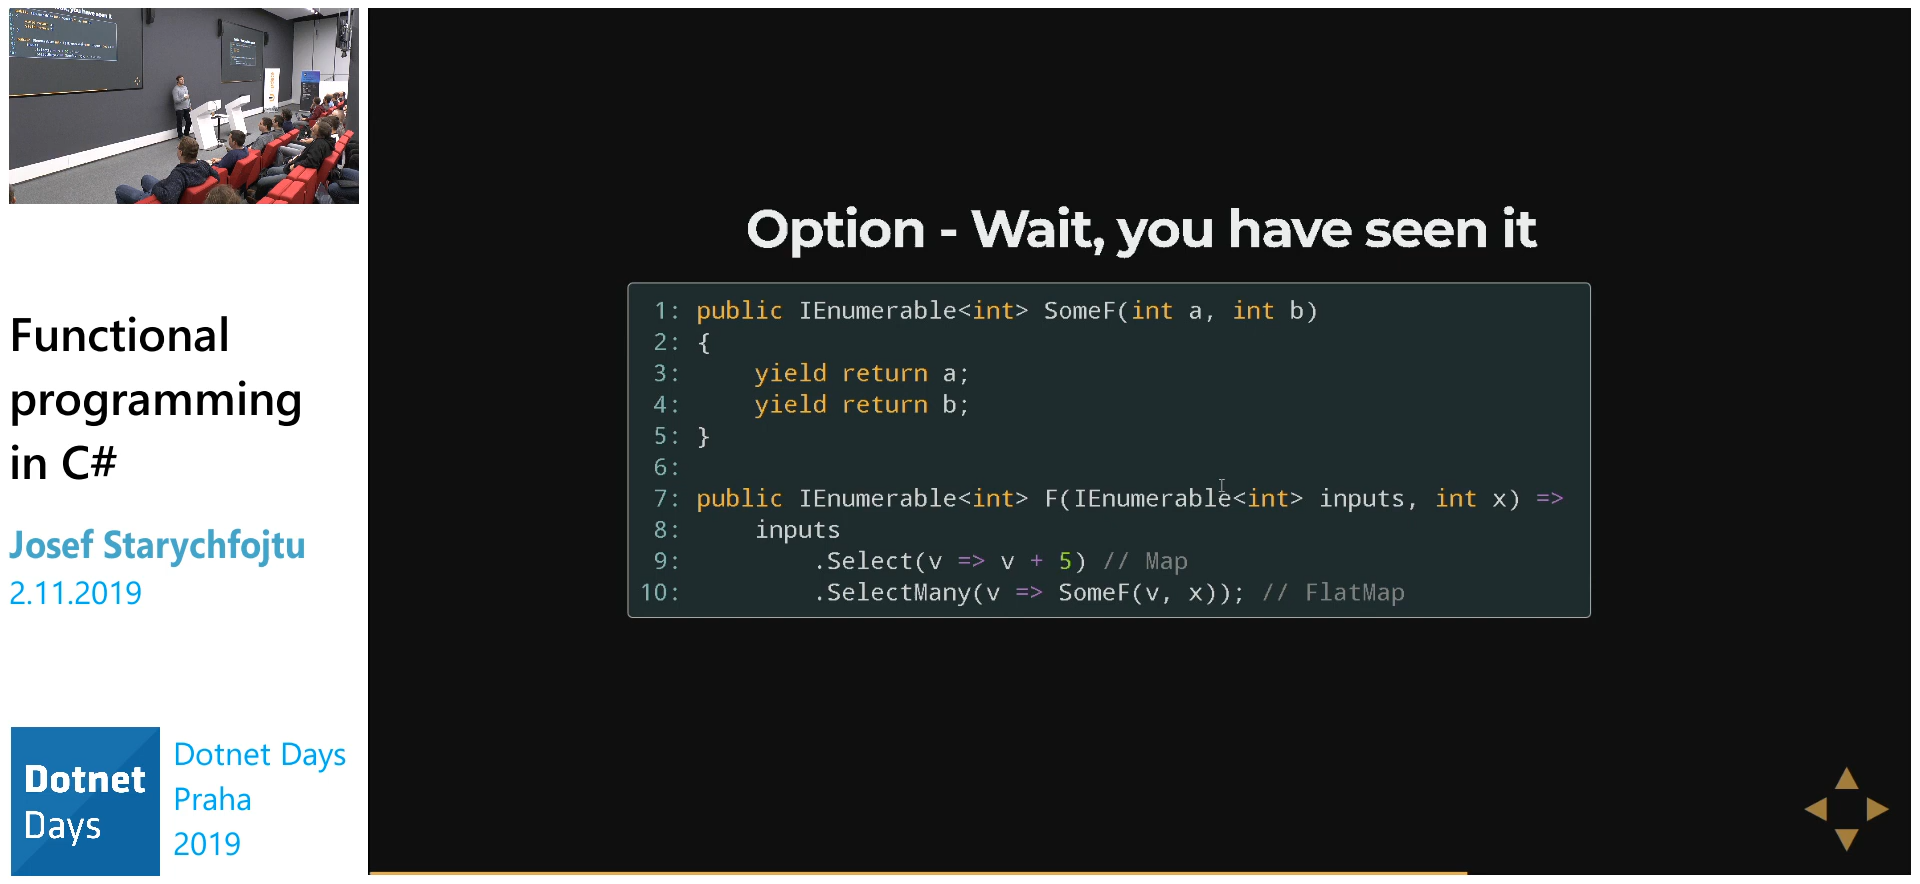 Functional
programming
in C#
Josef Starychfojtu
2.11.2019
Dotnet
Days
Dotnet Days
Praha
2019
Option - Wait, you have seen it
1: public IEnumerable<int> SomeF(int a, int b)
2: {
3:     yield return a;
4:     yield return b;
5: }
6:
7: public IEnumerable<int> F(IEnumerable<int> inputs, int x) =>
8:     inputs
9:         .Select(v => v + 5) // Map
10:         .SelectMany(v => SomeF(v, x)); // FlatMap